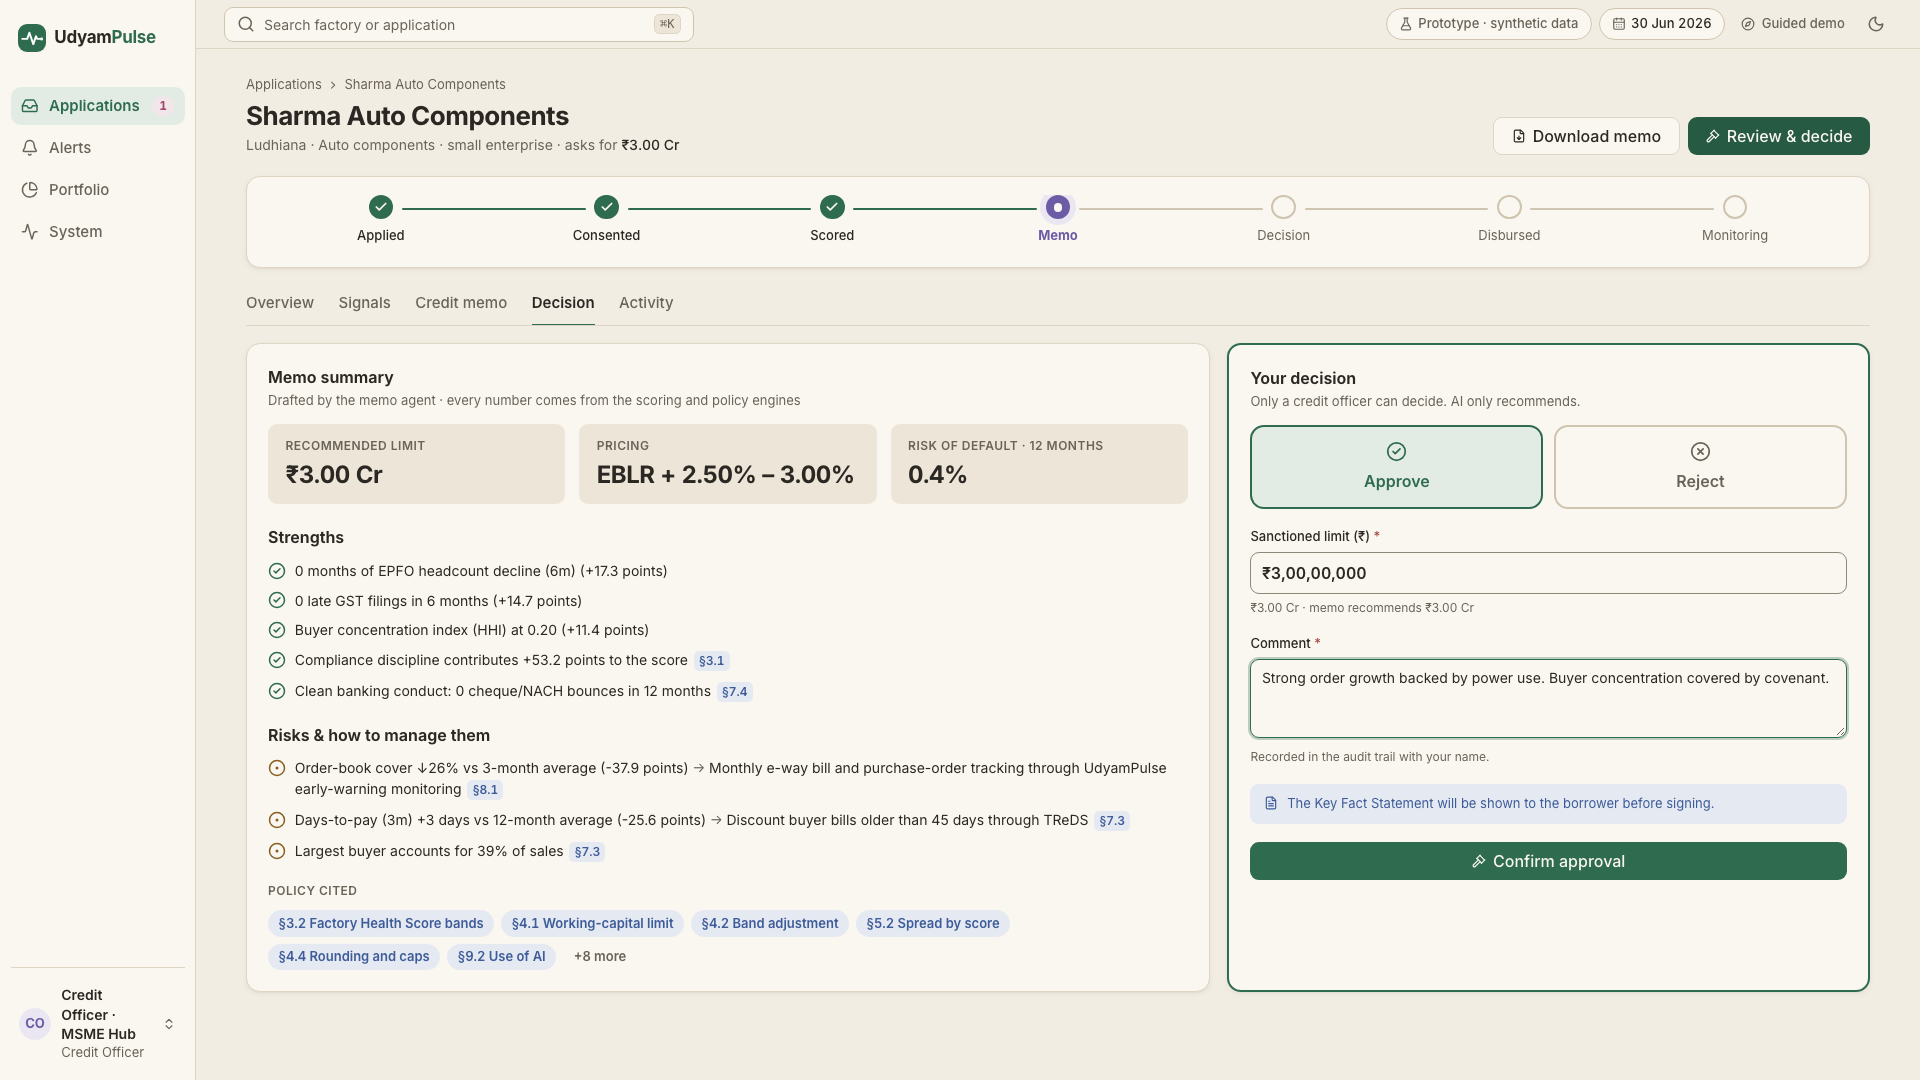 UdyamPulse
Search factory or application
⌘K
Prototype · synthetic data
30 Jun 2026
Guided demo
Applications 1
Alerts
Portfolio
System
Applications › Sharma Auto Components
Sharma Auto Components
Ludhiana · Auto components · small enterprise · asks for ₹3.00 Cr
Download memo
Review & decide
Applied
Consented
Scored
Memo
Decision
Disbursed
Monitoring
Overview
Signals
Credit memo
Decision
Activity
Memo summary
Drafted by the memo agent · every number comes from the scoring and policy engines
RECOMMENDED LIMIT
₹3.00 Cr
PRICING
EBLR + 2.50% – 3.00%
RISK OF DEFAULT · 12 MONTHS
0.4%
Strengths
0 months of EPFO headcount decline (6m) (+17.3 points)
0 late GST filings in 6 months (+14.7 points)
Buyer concentration index (HHI) at 0.20 (+11.4 points)
Compliance discipline contributes +53.2 points to the score §3.1
Clean banking conduct: 0 cheque/NACH bounces in 12 months §7.4
Risks & how to manage them
Order-book cover ↓26% vs 3-month average (-37.9 points) → Monthly e-way bill and purchase-order tracking through UdyamPulse
early-warning monitoring §8.1
Days-to-pay (3m) +3 days vs 12-month average (-25.6 points) → Discount buyer bills older than 45 days through TReDS §7.3
Largest buyer accounts for 39% of sales §7.3
POLICY CITED
§3.2 Factory Health Score bands
§4.1 Working-capital limit
§4.2 Band adjustment
§5.2 Spread by score
§4.4 Rounding and caps
§9.2 Use of AI
+8 more
Your decision
Only a credit officer can decide. AI only recommends.
Approve
Reject
Sanctioned limit (₹) *
₹3,00,00,000
₹3.00 Cr · memo recommends ₹3.00 Cr
Comment *
Strong order growth backed by power use. Buyer concentration covered by covenant.
Recorded in the audit trail with your name.
The Key Fact Statement will be shown to the borrower before signing.
Confirm approval
CO
Credit
Officer ·
MSME Hub
Credit Officer